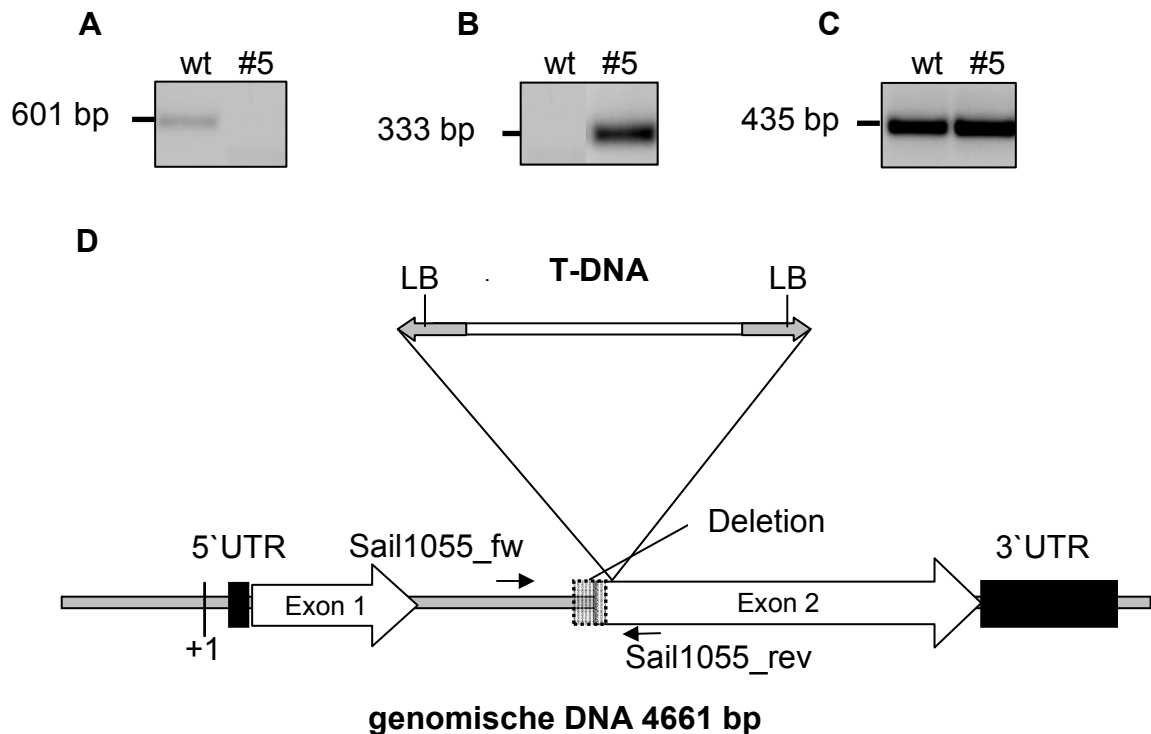 A
B
C
wt #5
wt #5
wt #5
601 bp
333 bp
435 bp
D
T-DNA
LB
LB
Deletion
5`UTR
Sail1055_fw
3`UTR
Exon 1
Exon 2
+1
Sail1055_rev
genomische DNA 4661 bp